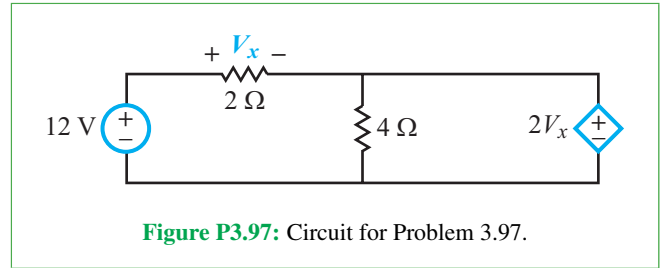 + Vx −
2 Ω
12 V
+
−
4 Ω
2Vx
+
−
Figure P3.97: Circuit for Problem 3.97.